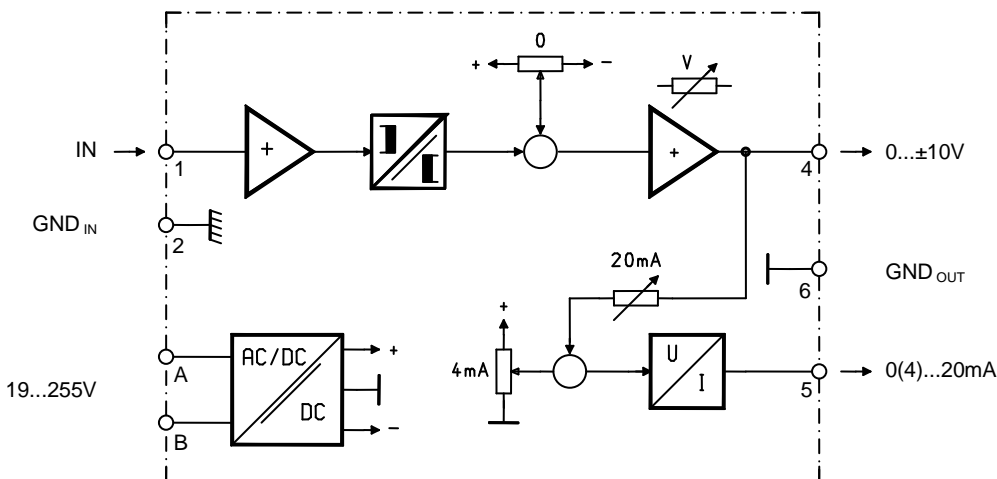 0
+ −
V
IN
1
+
+
4
0...±10V
GND IN
2
20mA
6
GND OUT
+
A
AC/DC
DC
+
−
4mA
U
I
5
0(4)...20mA
19...255V
B